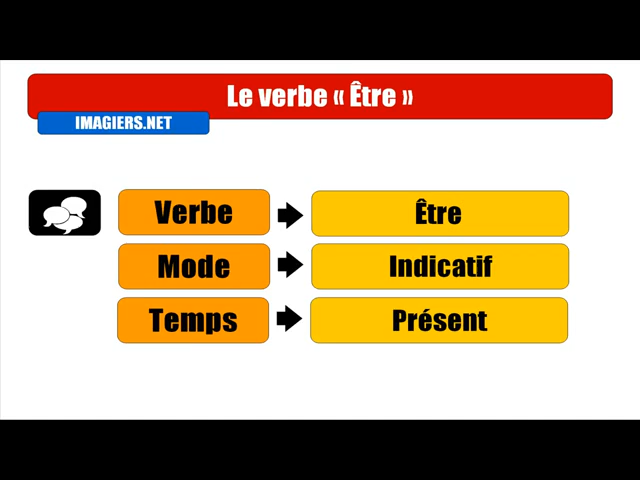 Le verbe « Être »
IMAGIERS.NET
Verbe Être
Mode Indicatif
Temps Présent